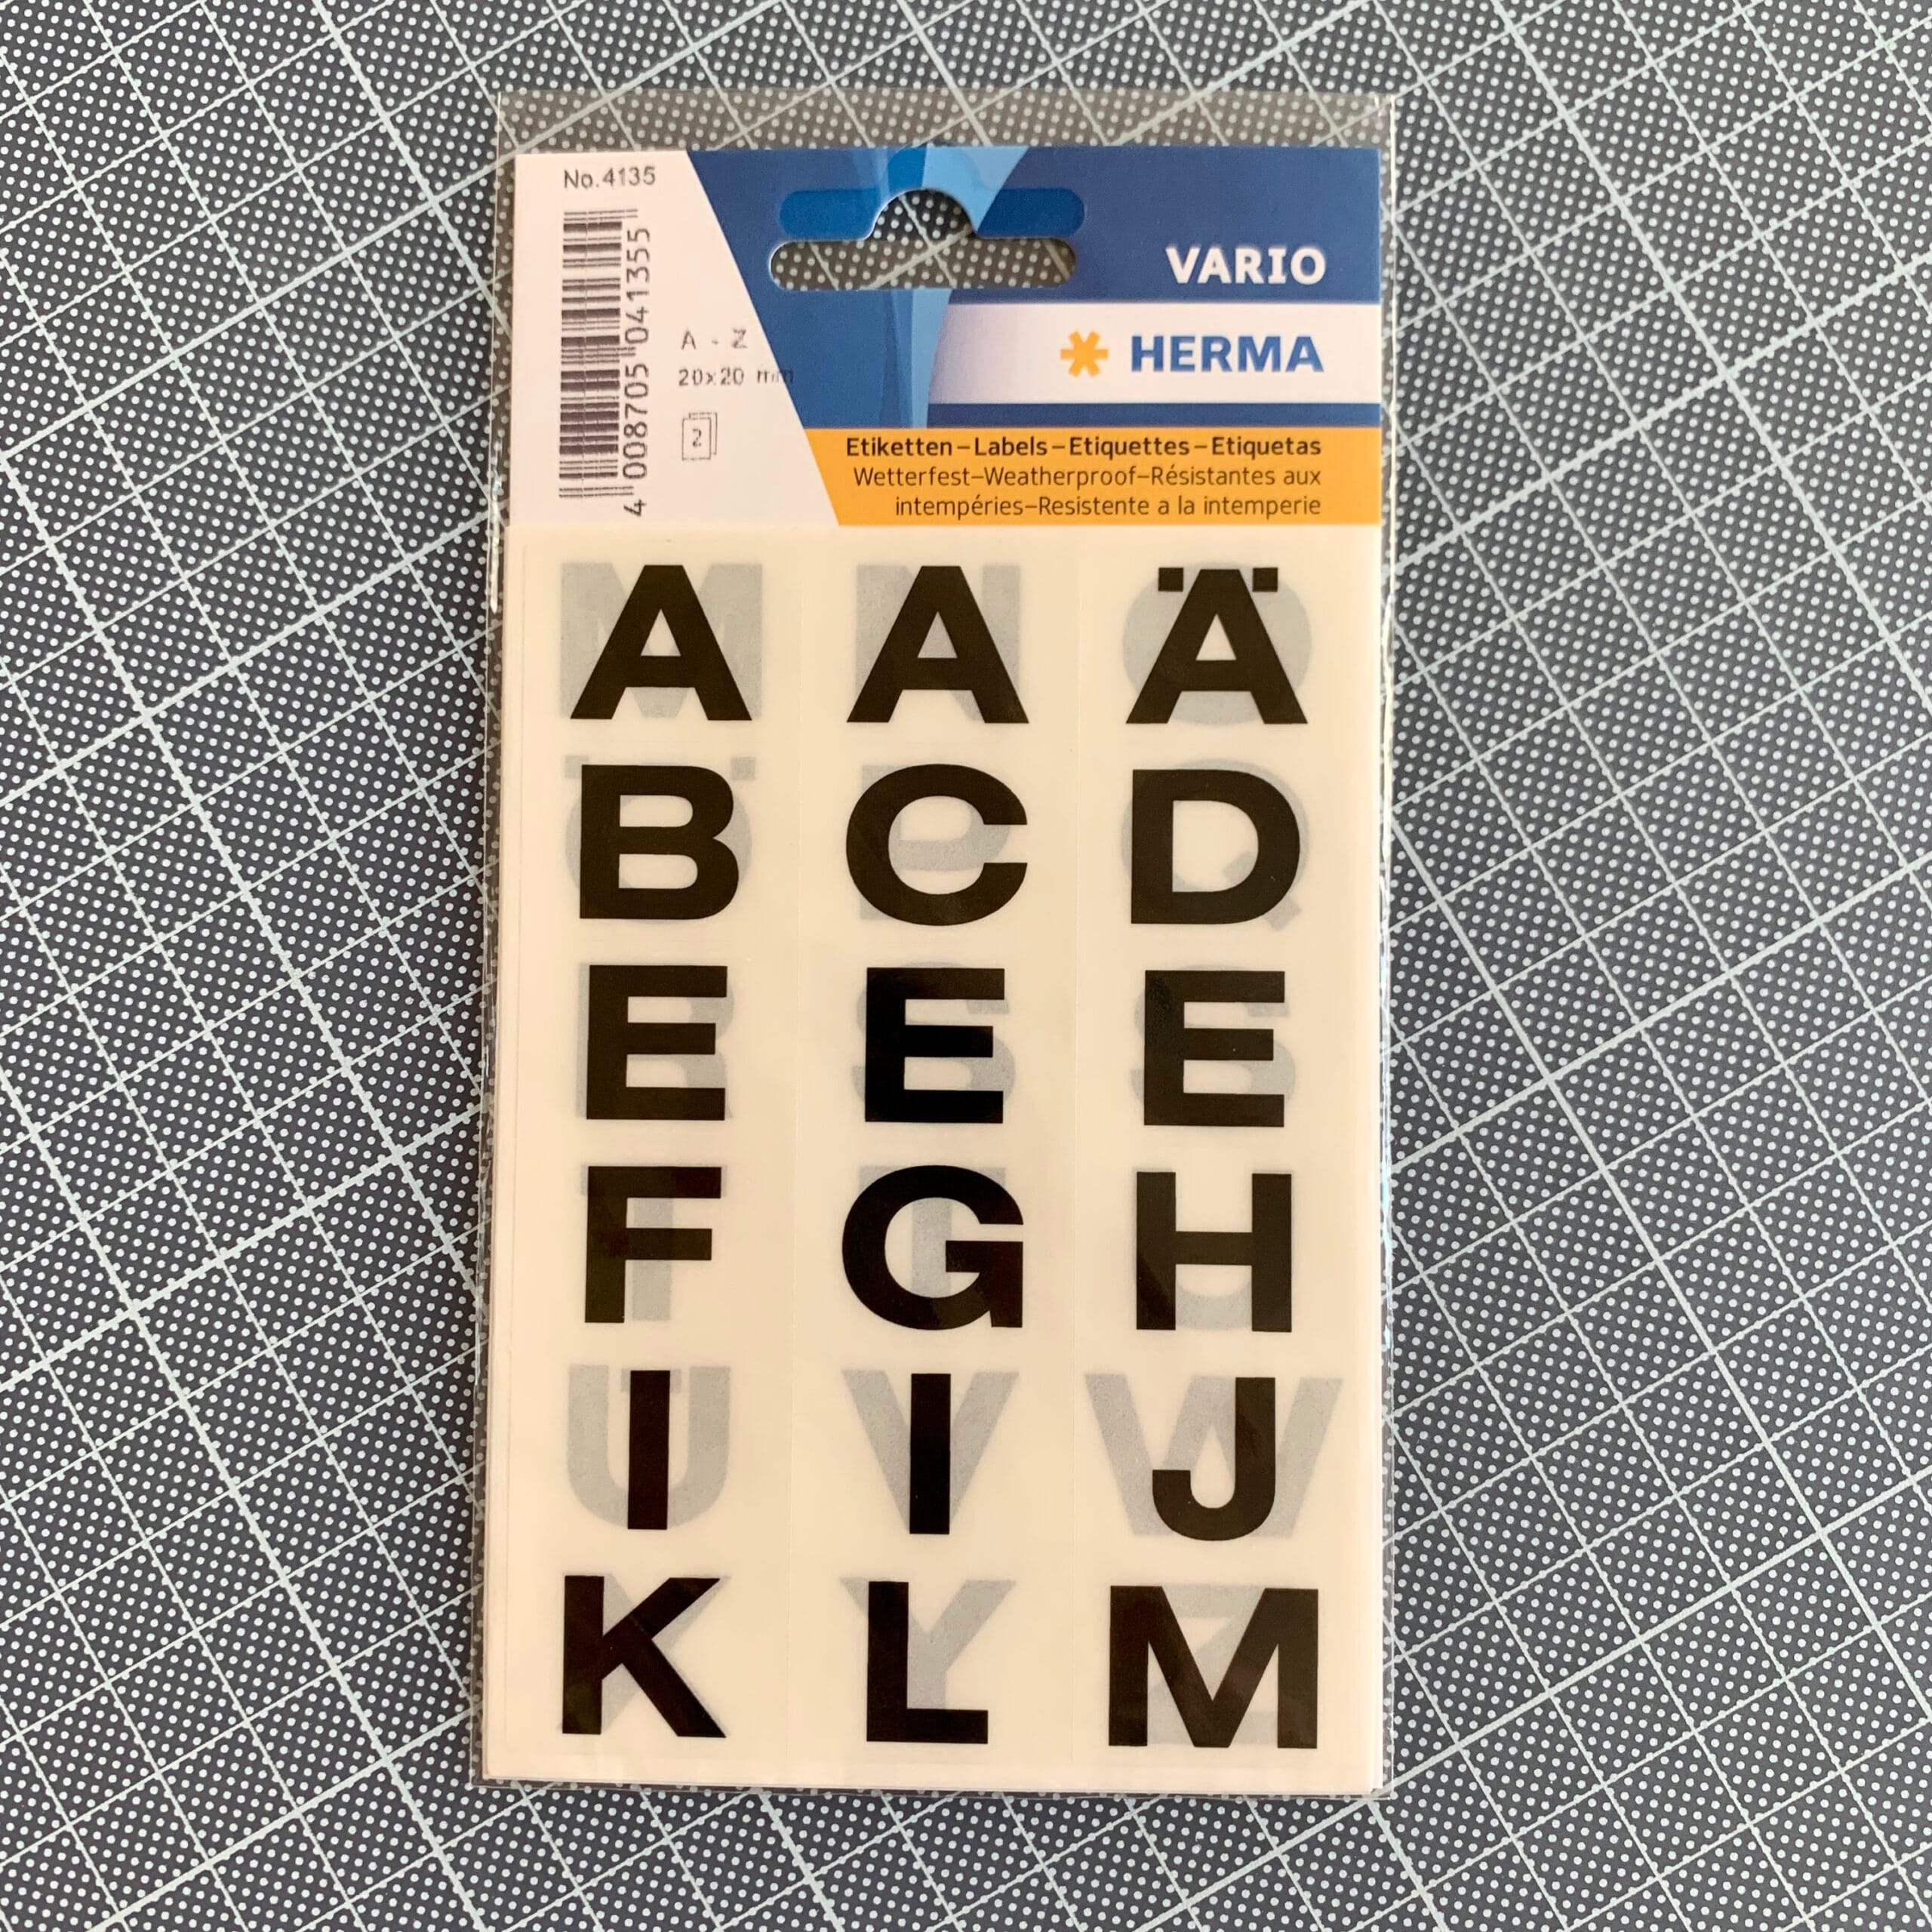 No.4135
4 008705 041355
A - Z
20x20 mm
2
VARIO
HERMA
Etiketten – Labels – Etiquettes – Etiquetas
Wetterfest–Weatherproof–Résistantes aux
intempéries–Resistente a la intemperie
A A Ä
B C D
E E E
F G H
I I J
K L M